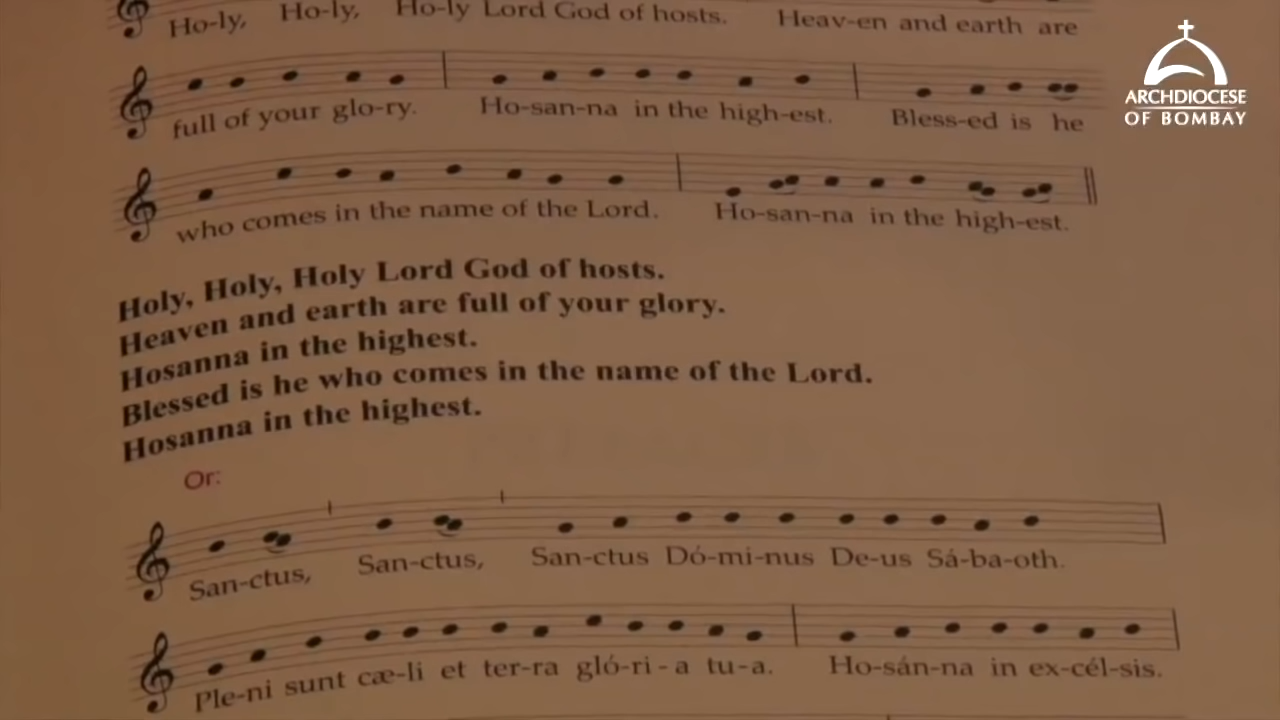 Ho-ly, Ho-ly, Ho-ly Lord God of hosts. Heav-en and earth are
full of your glo-ry. Ho-san-na in the high-est. Bless-ed is he
who comes in the name of the Lord. Ho-san-na in the high-est.
Holy, Holy, Holy Lord God of hosts.
Heaven and earth are full of your glory.
Hosanna in the highest.
Blessed is he who comes in the name of the Lord.
Hosanna in the highest.
Or:
San-ctus, San-ctus, San-ctus Dó-mi-nus De-us Sá-ba-oth.
Ple-ni sunt cæ-li et ter-ra gló-ri-a tu-a. Ho-sán-na in ex-cél-sis.
ARCHDIOCESE
OF BOMBAY